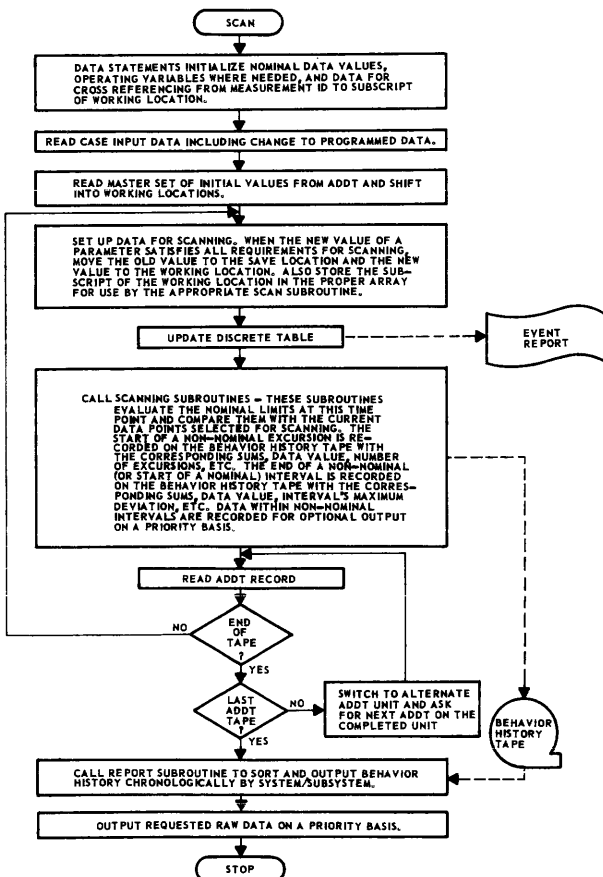 SCAN
DATA STATEMENTS INITIALIZE NOMINAL DATA VALUES,
OPERATING VARIABLES WHERE NEEDED, AND DATA FOR
CROSS REFERENCING FROM MEASUREMENT ID TO SUBSCRIPT
OF WORKING LOCATION.
READ CASE INPUT DATA INCLUDING CHANGE TO PROGRAMMED DATA.
READ MASTER SET OF INITIAL VALUES FROM ADDT AND SHIFT
INTO WORKING LOCATIONS.
SET UP DATA FOR SCANNING. WHEN THE NEW VALUE OF A
PARAMETER SATISFIES ALL REQUIREMENTS FOR SCANNING,
MOVE THE OLD VALUE TO THE SAVE LOCATION AND THE NEW
VALUE TO THE WORKING LOCATION. ALSO STORE THE SUB-
SCRIPT OF THE WORKING LOCATION IN THE PROPER ARRAY
FOR USE BY THE APPROPRIATE SCAN SUBROUTINE.
UPDATE DISCRETE TABLE
EVENT
REPORT
CALL SCANNING SUBROUTINES – THESE SUBROUTINES
EVALUATE THE NOMINAL LIMITS AT THIS TIME
POINT AND COMPARE THEM WITH THE CURRENT
DATA POINTS SELECTED FOR SCANNING. THE
START OF A NON-NOMINAL EXCURSION IS RE-
CORDED ON THE BEHAVIOR HISTORY TAPE WITH
THE CORRESPONDING SUMS, DATA VALUE, NUMBER
OF EXCURSIONS, ETC. THE END OF A NON-NOMINAL
(OR START OF A NOMINAL) INTERVAL IS RECORDED
ON THE BEHAVIOR HISTORY TAPE WITH THE CORRES-
PONDING SUMS, DATA VALUE, INTERVAL'S MAXIMUM
DEVIATION, ETC. DATA WITHIN NON-NOMINAL
INTERVALS ARE RECORDED FOR OPTIONAL OUTPUT
ON A PRIORITY BASIS.
READ ADDT RECORD
NO
END
OF
TAPE
?
YES
LAST
ADDT
TAPE
?
NO
YES
SWITCH TO ALTERNATE
ADDT UNIT AND ASK
FOR NEXT ADDT ON THE
COMPLETED UNIT
BEHAVIOR
HISTORY
TAPE
CALL REPORT SUBROUTINE TO SORT AND OUTPUT BEHAVIOR
HISTORY CHRONOLOGICALLY BY SYSTEM/SUBSYSTEM.
OUTPUT REQUESTED RAW DATA ON A PRIORITY BASIS.
STOP